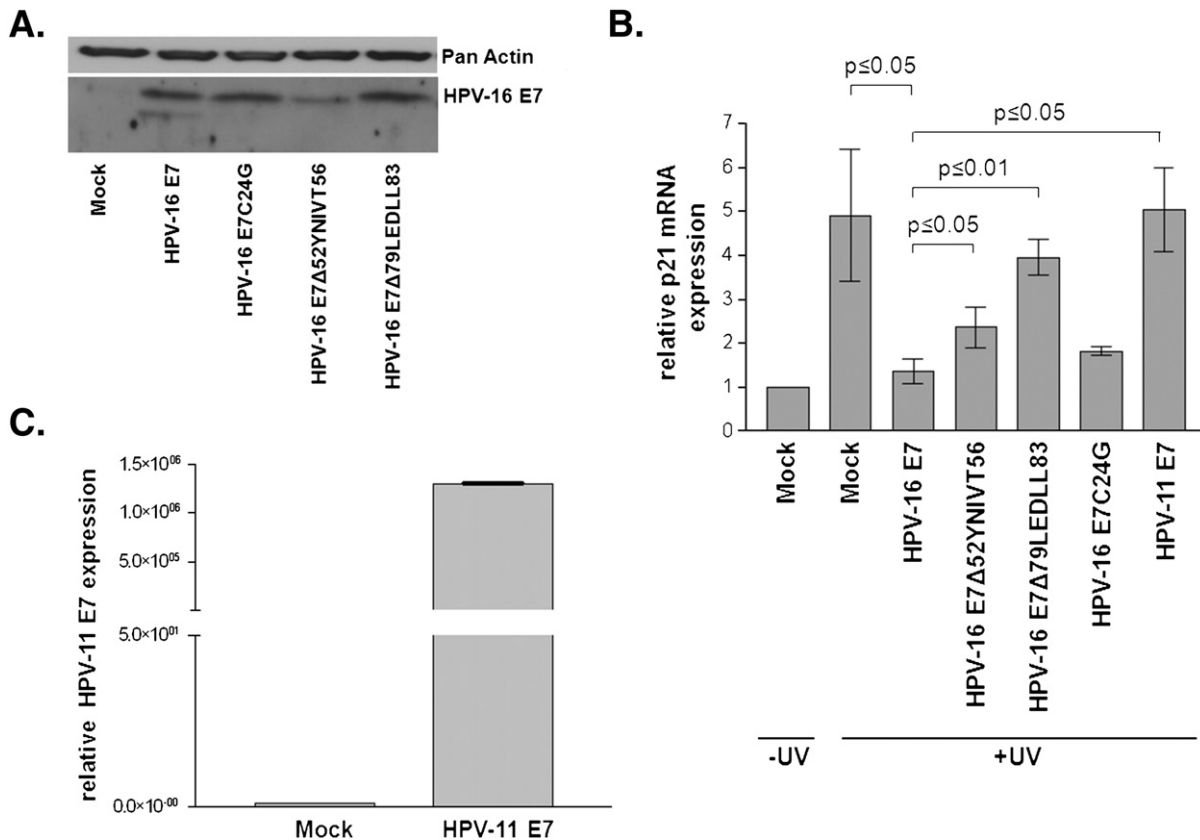 A.
Pan Actin
HPV-16 E7
Mock
HPV-16 E7
HPV-16 E7C24G
HPV-16 E7Δ52YNIVT56
HPV-16 E7Δ79LEDLL83
B.
relative p21 mRNA
expression
7
6
5
4
3
2
1
0
p≤0.05
p≤0.05
p≤0.01
p≤0.05
Mock
Mock
HPV-16 E7
HPV-16 E7Δ52YNIVT56
HPV-16 E7Δ79LEDLL83
HPV-16 E7C24G
HPV-11 E7
-UV
+UV
C.
relative HPV-11 E7 expression
1.5×10⁰⁶
1.0×10⁰⁶
5.0×10⁰⁵
5.0×10⁰¹
0.0×10⁻⁰⁰
Mock
HPV-11 E7